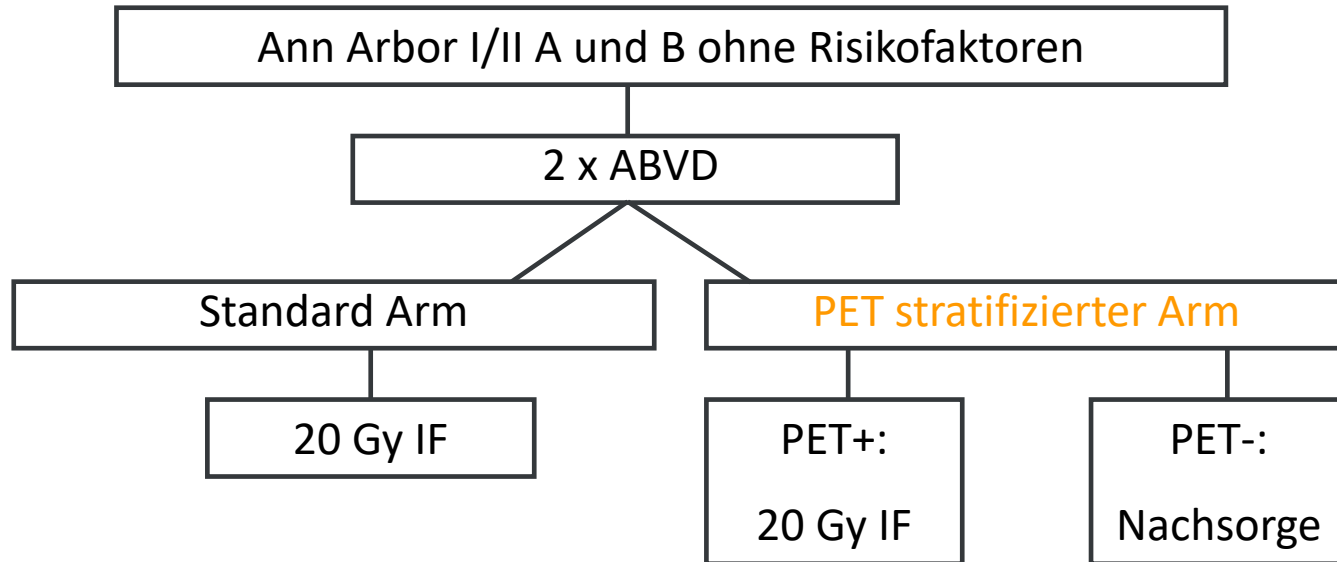 Ann Arbor I/II A und B ohne Risikofaktoren
2 x ABVD
Standard Arm
PET stratifizierter Arm
20 Gy IF
PET+:
20 Gy IF
PET-:
Nachsorge